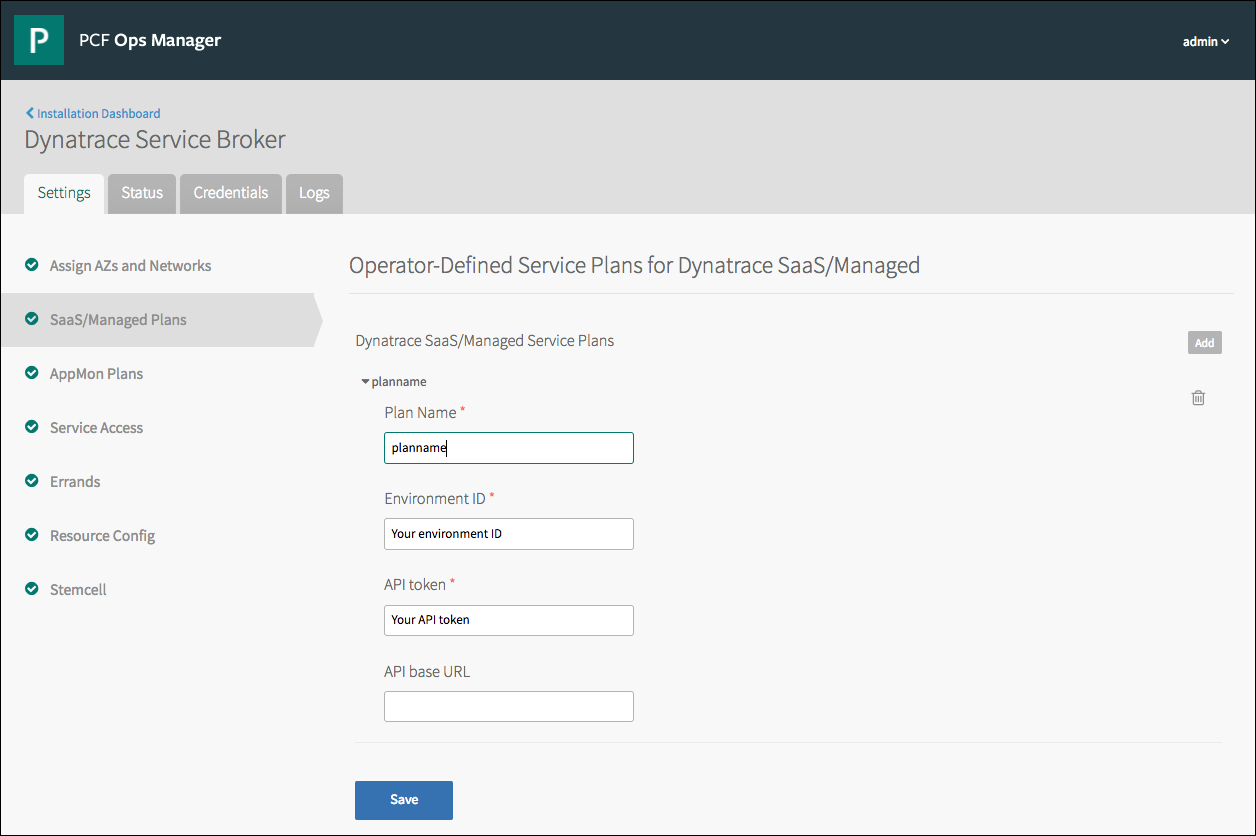 P PCF Ops Manager admin
Installation Dashboard
Dynatrace Service Broker
Settings Status Credentials Logs
Assign AZs and Networks
SaaS/Managed Plans
AppMon Plans
Service Access
Errands
Resource Config
Stemcell
Operator-Defined Service Plans for Dynatrace SaaS/Managed
Dynatrace SaaS/Managed Service Plans Add
planname
Plan Name *
planname
Environment ID *
Your environment ID
API token *
Your API token
API base URL
Save